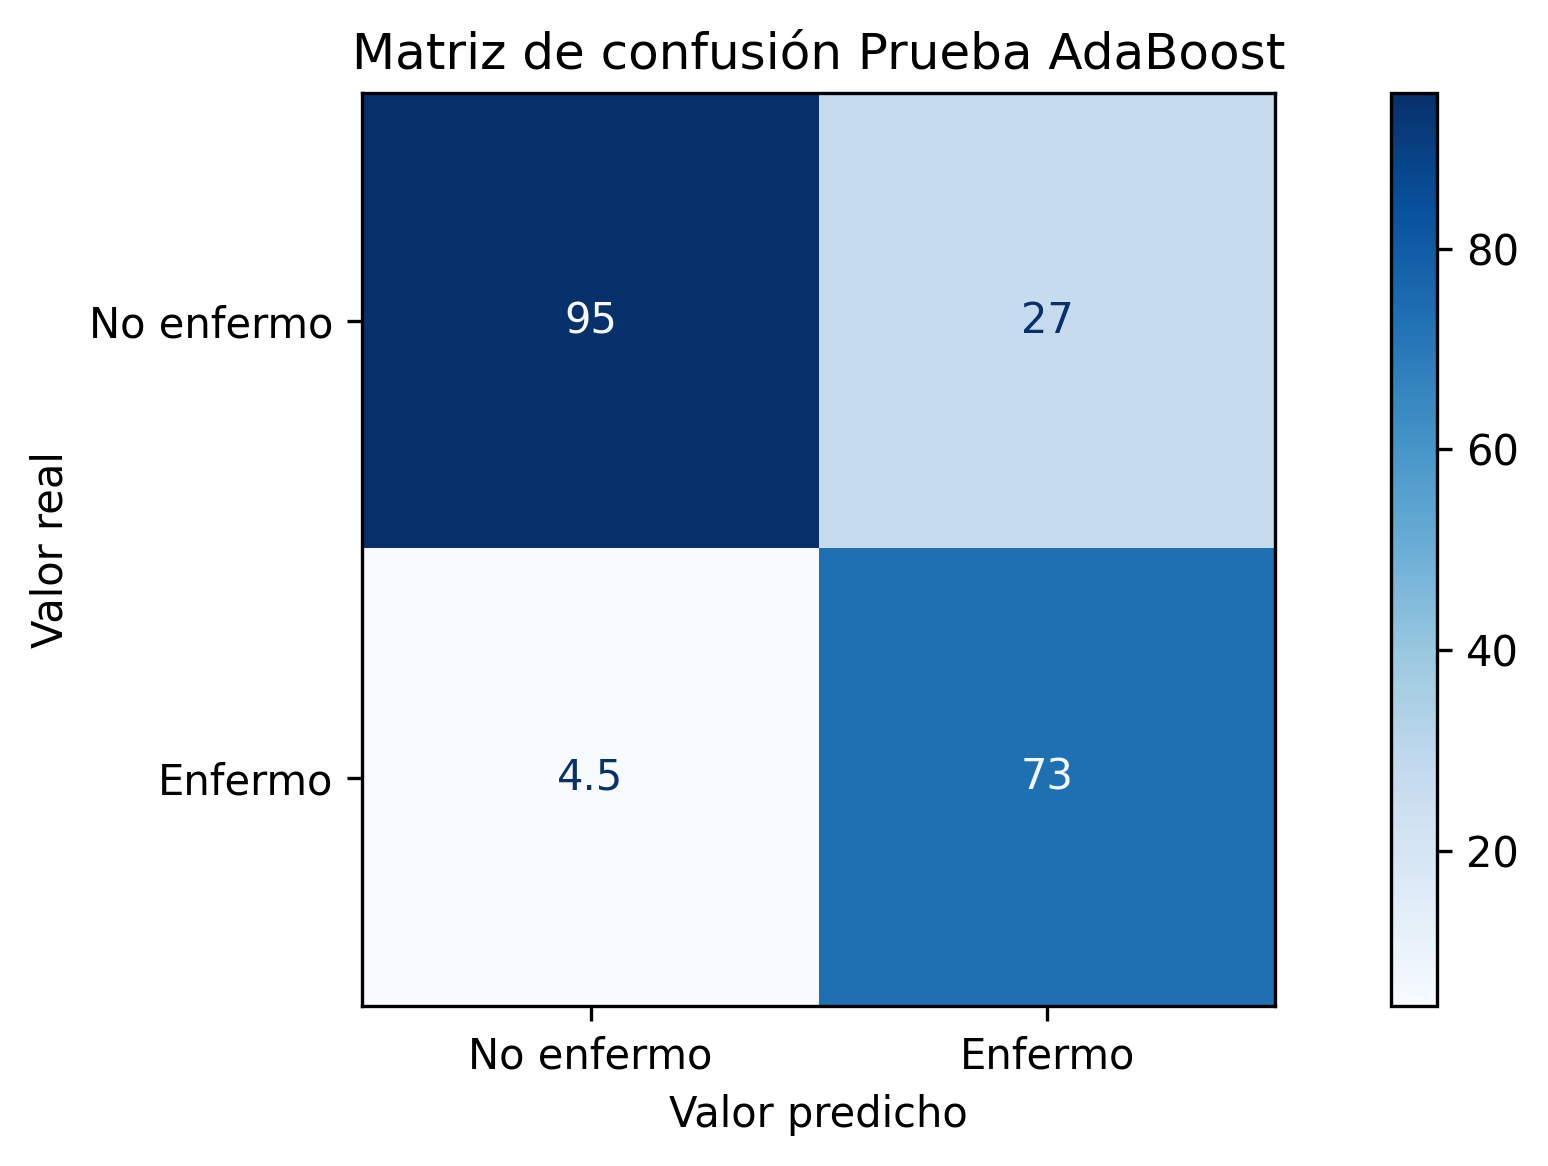 Matriz de confusión Prueba AdaBoost
No enfermo
95
27
Enfermo
4.5
73
No enfermo
Enfermo
Valor predicho
Valor real
80
60
40
20